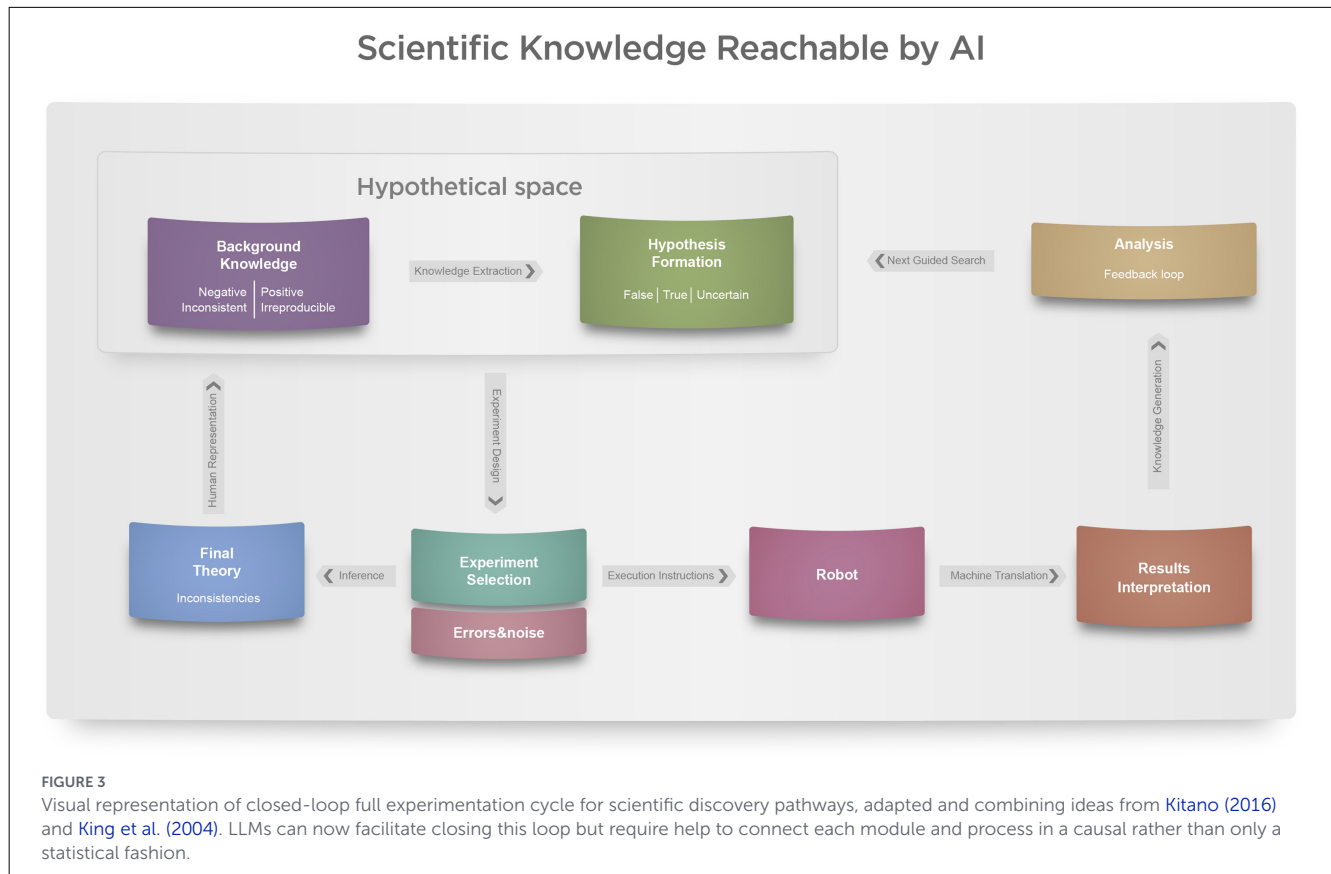 Scientific Knowledge Reachable by AI
Hypothetical space
Background
Knowledge
Negative | Positive
Inconsistent | Irreproducible
Knowledge Extraction
Hypothesis
Formation
False | True | Uncertain
Next Guided Search
Analysis
Feedback loop
Human Representation
Experiment Design
Knowledge Generation
Final
Theory
Inconsistencies
Inference
Experiment
Selection
Errors&noise
Execution Instructions
Robot
Machine Translation
Results
Interpretation
FIGURE 3
Visual representation of closed-loop full experimentation cycle for scientific discovery pathways, adapted and combining ideas from Kitano (2016)
and King et al. (2004). LLMs can now facilitate closing this loop but require help to connect each module and process in a causal rather than only a
statistical fashion.